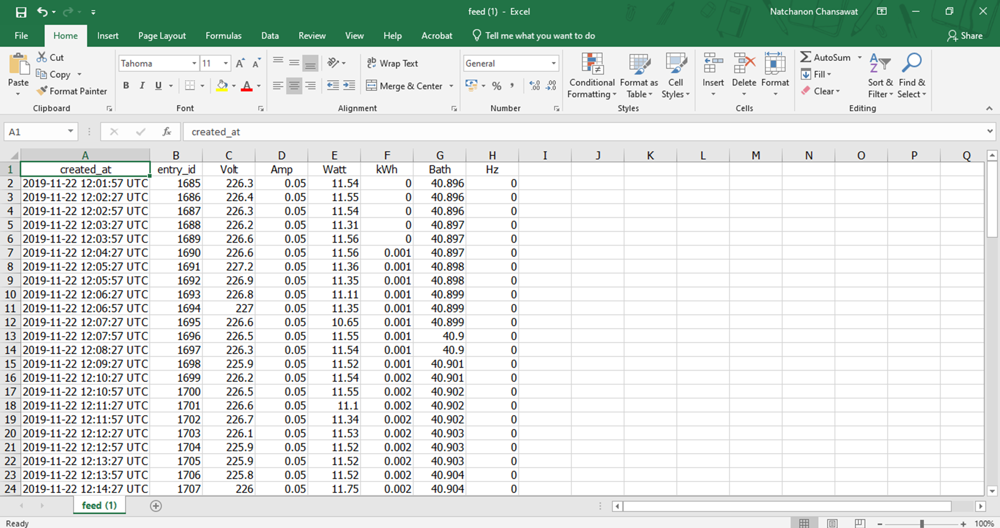 feed (1) - Excel
Natchanon Chansawat
File Home Insert Page Layout Formulas Data Review View Help Acrobat Tell me what you want to do Share
Paste
Cut
Copy
Format Painter
Clipboard
Tahoma 11
B I U
Font
Wrap Text
Merge & Center
Alignment
General
% ,
Number
Conditional Formatting
Format as Table
Cell Styles
Styles
Insert Delete Format
Cells
AutoSum
Fill
Clear
Sort & Filter
Find & Select
Editing
A1 fx created_at
A B C D E F G H I J K L M N O P Q
1 created_at entry_id Volt Amp Watt kWh Bath Hz
2 2019-11-22 12:01:57 UTC 1685 226.3 0.05 11.54 0 40.896 0
3 2019-11-22 12:02:27 UTC 1686 226.4 0.05 11.55 0 40.896 0
4 2019-11-22 12:02:57 UTC 1687 226.3 0.05 11.54 0 40.896 0
5 2019-11-22 12:03:27 UTC 1688 226.2 0.05 11.31 0 40.897 0
6 2019-11-22 12:03:57 UTC 1689 226.6 0.05 11.56 0 40.897 0
7 2019-11-22 12:04:27 UTC 1690 226.6 0.05 11.56 0.001 40.897 0
8 2019-11-22 12:05:27 UTC 1691 227.2 0.05 11.36 0.001 40.898 0
9 2019-11-22 12:05:57 UTC 1692 226.9 0.05 11.35 0.001 40.898 0
10 2019-11-22 12:06:27 UTC 1693 226.8 0.05 11.11 0.001 40.899 0
11 2019-11-22 12:06:57 UTC 1694 227 0.05 11.35 0.001 40.899 0
12 2019-11-22 12:07:27 UTC 1695 226.6 0.05 10.65 0.001 40.899 0
13 2019-11-22 12:07:57 UTC 1696 226.5 0.05 11.55 0.001 40.9 0
14 2019-11-22 12:08:27 UTC 1697 226.3 0.05 11.54 0.001 40.9 0
15 2019-11-22 12:09:27 UTC 1698 225.9 0.05 11.52 0.001 40.901 0
16 2019-11-22 12:10:27 UTC 1699 226.2 0.05 11.54 0.002 40.901 0
17 2019-11-22 12:10:57 UTC 1700 226.5 0.05 11.55 0.002 40.902 0
18 2019-11-22 12:11:27 UTC 1701 226.6 0.05 11.1 0.002 40.902 0
19 2019-11-22 12:11:57 UTC 1702 226.7 0.05 11.34 0.002 40.902 0
20 2019-11-22 12:12:27 UTC 1703 226.1 0.05 11.53 0.002 40.903 0
21 2019-11-22 12:12:57 UTC 1704 225.9 0.05 11.52 0.002 40.903 0
22 2019-11-22 12:13:27 UTC 1705 225.9 0.05 11.52 0.002 40.903 0
23 2019-11-22 12:13:57 UTC 1706 225.8 0.05 11.52 0.002 40.904 0
24 2019-11-22 12:14:27 UTC 1707 226 0.05 11.75 0.002 40.904 0
feed (1)
Ready
100%